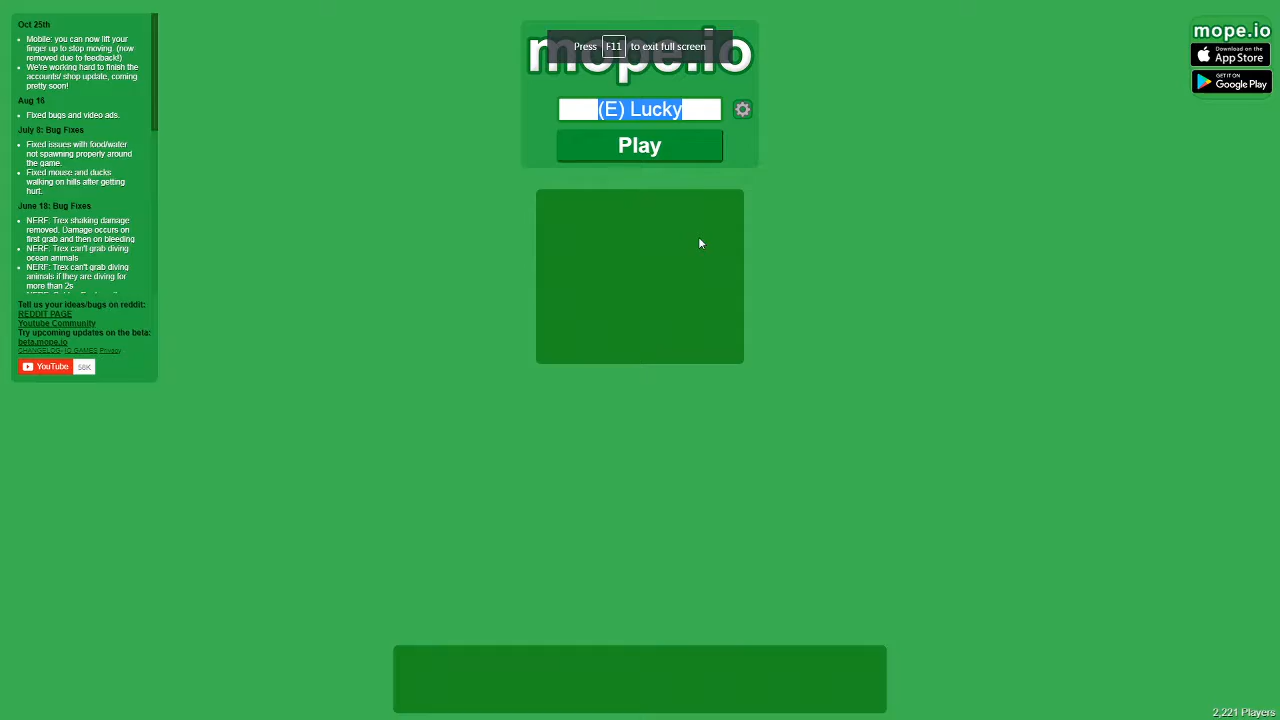 Oct 25th
Mobile: you can now lift your
finger up to stop moving. (now
removed due to feedback!)
We're working hard to finish the
accounts/ shop update, coming
pretty soon!
Aug 16
Fixed bugs and video ads.
July 8: Bug Fixes
Fixed issues with food/water
not spawning properly around
the game.
Fixed mouse and ducks
walking on hills after getting
hurt.
June 18: Bug Fixes
NERF: Trex shaking damage
removed. Damage occurs on
first grab and then on bleeding
NERF: Trex can't grab diving
ocean animals
NERF: Trex can't grab diving
animals if they are diving for
more than 2s
Tell us your ideas/bugs on reddit:
REDDIT PAGE
Youtube Community
Try upcoming updates on the beta:
beta.mope.io
CHANGELOG· IO GAMES Privacy
YouTube 58K
mope.io
Press F11 to exit full screen
(E) Lucky
Play
mope.io
Download on the
App Store
GET IT ON
Google Play
2,221 Players